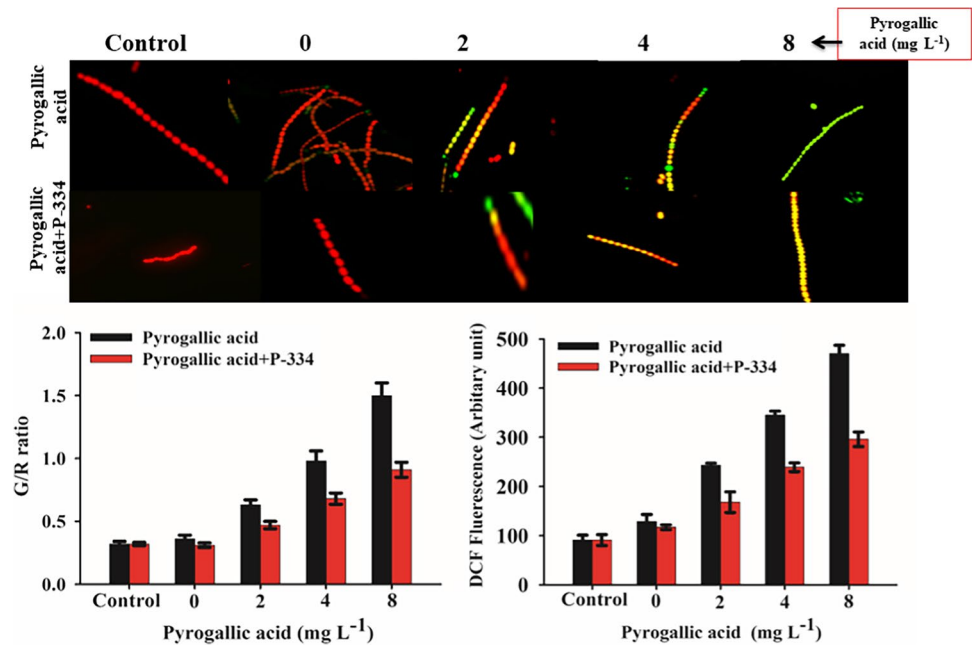 Pyrogallic
acid (mg L-1)
Control 0 2 4 8
Pyrogallic
acid
Pyrogallic
acid+P-334
2.0
1.5
1.0
0.5
0.0
G/R ratio
Pyrogallic acid
Pyrogallic acid+P-334
Control 0 2 4 8
Pyrogallic acid (mg L-1)
500
400
300
200
100
0
DCF Fluerescence (Arbitary unit)
Pyrogallic acid
Pyrogallic acid+P-334
Control 0 2 4 8
Pyrogallic acid (mg L-1)